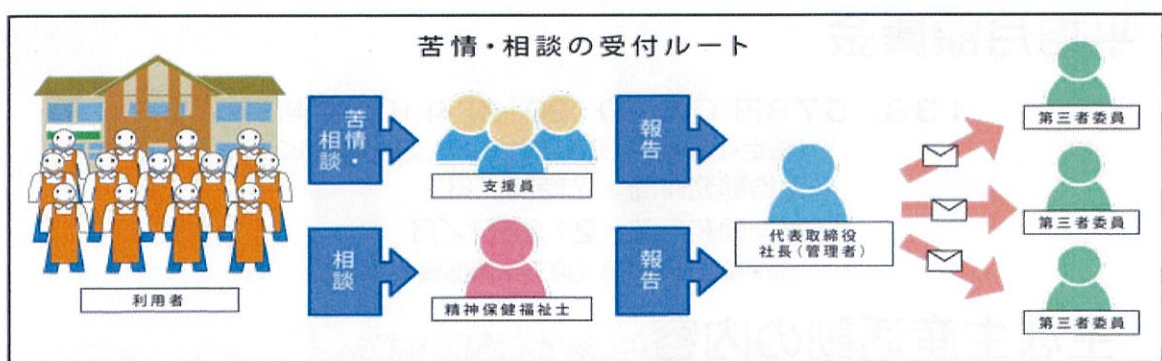 苦情・相談の受付ルート
利用者
苦情・
相談
相談
支援員
精神保健福祉士
報告
報告
代表取締役
社長(管理者)
第三者委員
第三者委員
第三者委員